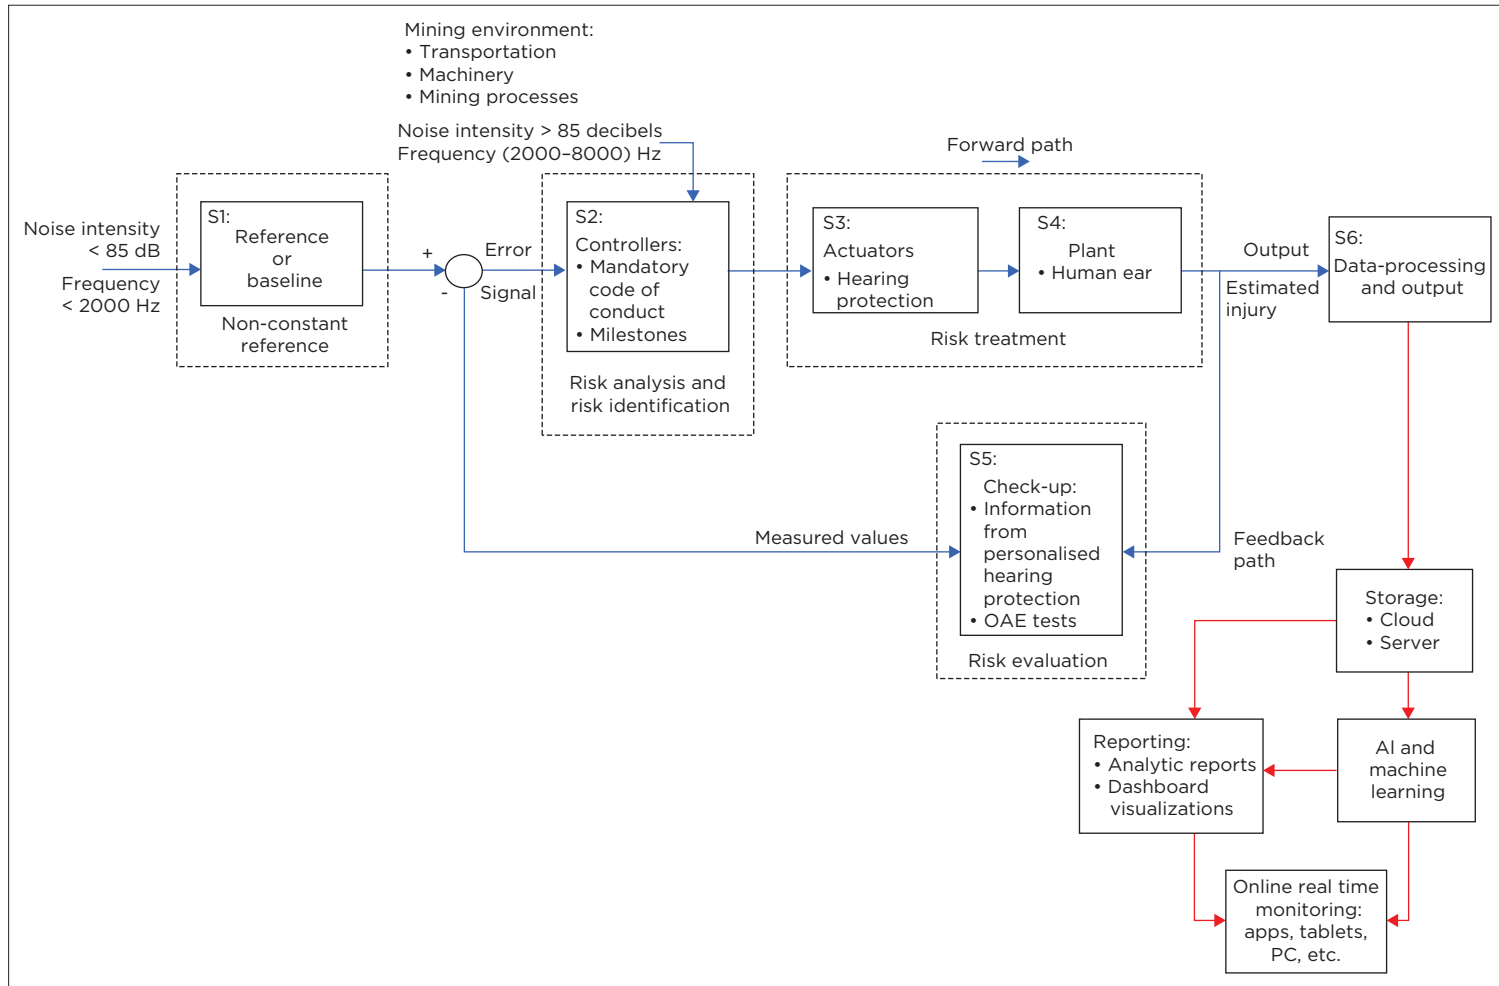 Mining environment:
• Transportation
• Machinery
• Mining processes
Noise intensity > 85 decibels
Frequency (2000–8000) Hz
Forward path
Noise intensity
< 85 dB
Frequency
< 2000 Hz
S1:
Reference
or
baseline
Non-constant
reference
+
-
Error
Signal
S2:
Controllers:
• Mandatory
code of
conduct
• Milestones
Risk analysis and
risk identification
S3:
Actuators
• Hearing
protection
S4:
Plant
• Human ear
Risk treatment
Output
Estimated
injury
S6:
Data-processing
and output
S5:
Check-up:
• Information
from
personalised
hearing
protection
• OAE tests
Risk evaluation
Measured values
Feedback
path
Storage:
• Cloud
• Server
Reporting:
• Analytic reports
• Dashboard
visualizations
AI and
machine
learning
Online real time
monitoring:
apps, tablets,
PC, etc.